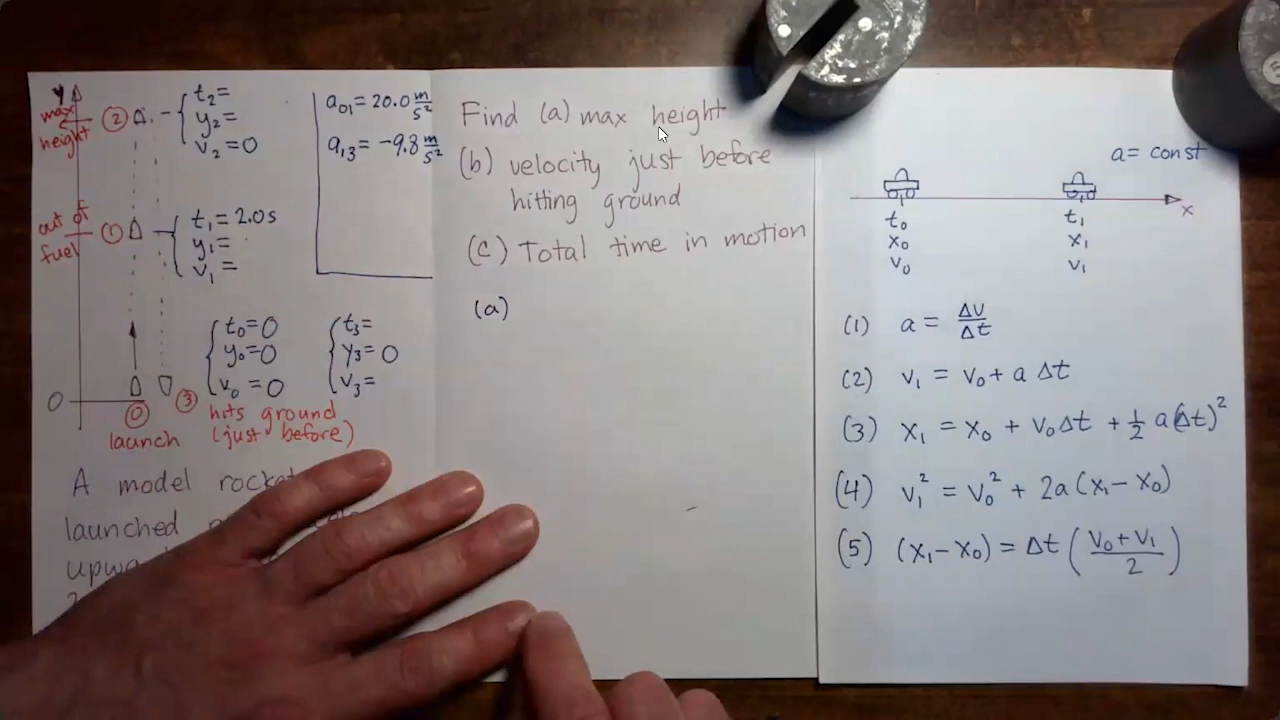 y
max
height
②
t₂=
y₂=
v₂=0
a₀₁=20.0 m/s²
a₁₃=-9.8 m/s²
out of
fuel
①
t₁=2.0s
y₁=
v₁=
t₀=0
y₀=0
v₀=0
t₃=
y₃=0
v₃=
0
⓪
launch
③ hits ground
(just before)
A model
launched
Find (a) max height
(b) velocity just before
hitting ground
(c) Total time in motion
(a)
a= const
x
t₀
x₀
v₀
t₁
x₁
v₁
(1) a = Δv/Δt
(2) v₁ = v₀ + a Δt
(3) x₁ = x₀ + v₀Δt + ½ a(Δt)²
(4) v₁² = v₀² + 2a(x₁ - x₀)
(5) (x₁-x₀) = Δt ((v₀+v₁)/2)